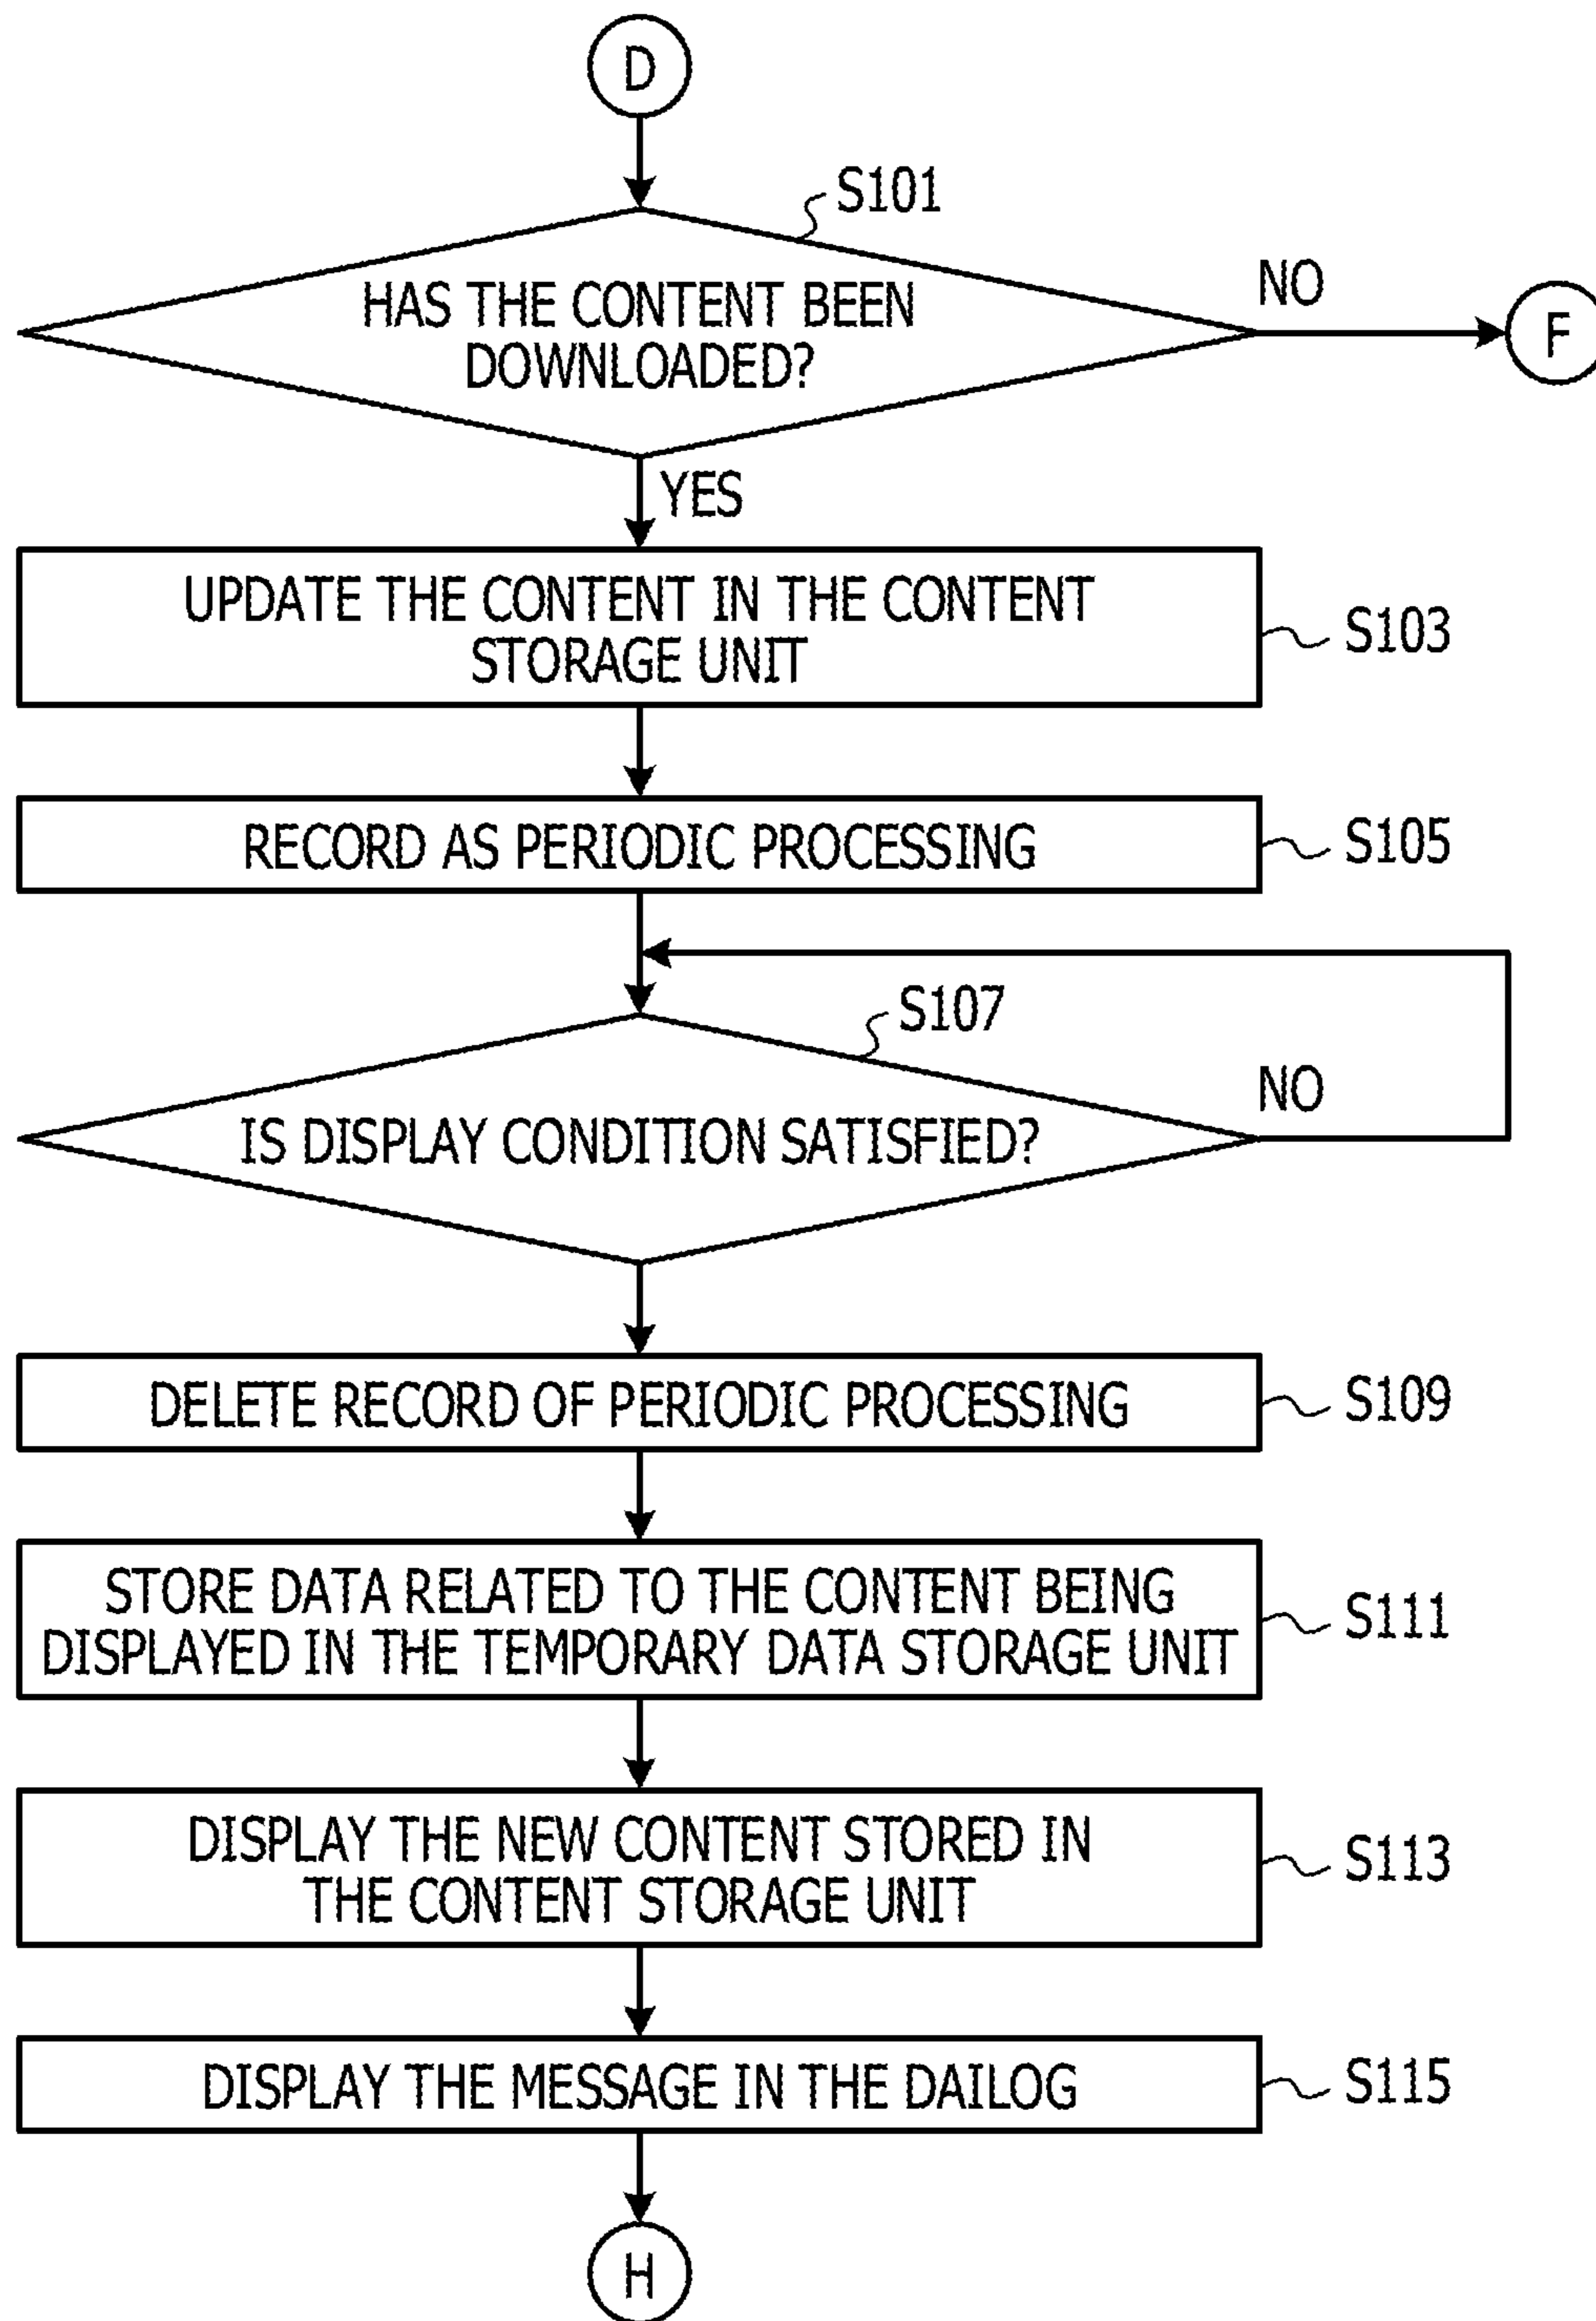 D
S101
HAS THE CONTENT BEEN
DOWNLOADED?
NO
F
YES
UPDATE THE CONTENT IN THE CONTENT
STORAGE UNIT
S103
RECORD AS PERIODIC PROCESSING
S105
S107
IS DISPLAY CONDITION SATISFIED?
NO
DELETE RECORD OF PERIODIC PROCESSING
S109
STORE DATA RELATED TO THE CONTENT BEING
DISPLAYED IN THE TEMPORARY DATA STORAGE UNIT
S111
DISPLAY THE NEW CONTENT STORED IN
THE CONTENT STORAGE UNIT
S113
DISPLAY THE MESSAGE IN THE DAILOG
S115
H